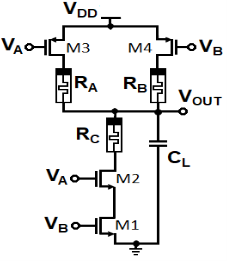 VDD
VA M3 M4 VB
RA RB
VOUT
RC
CL
VA M2
VB M1